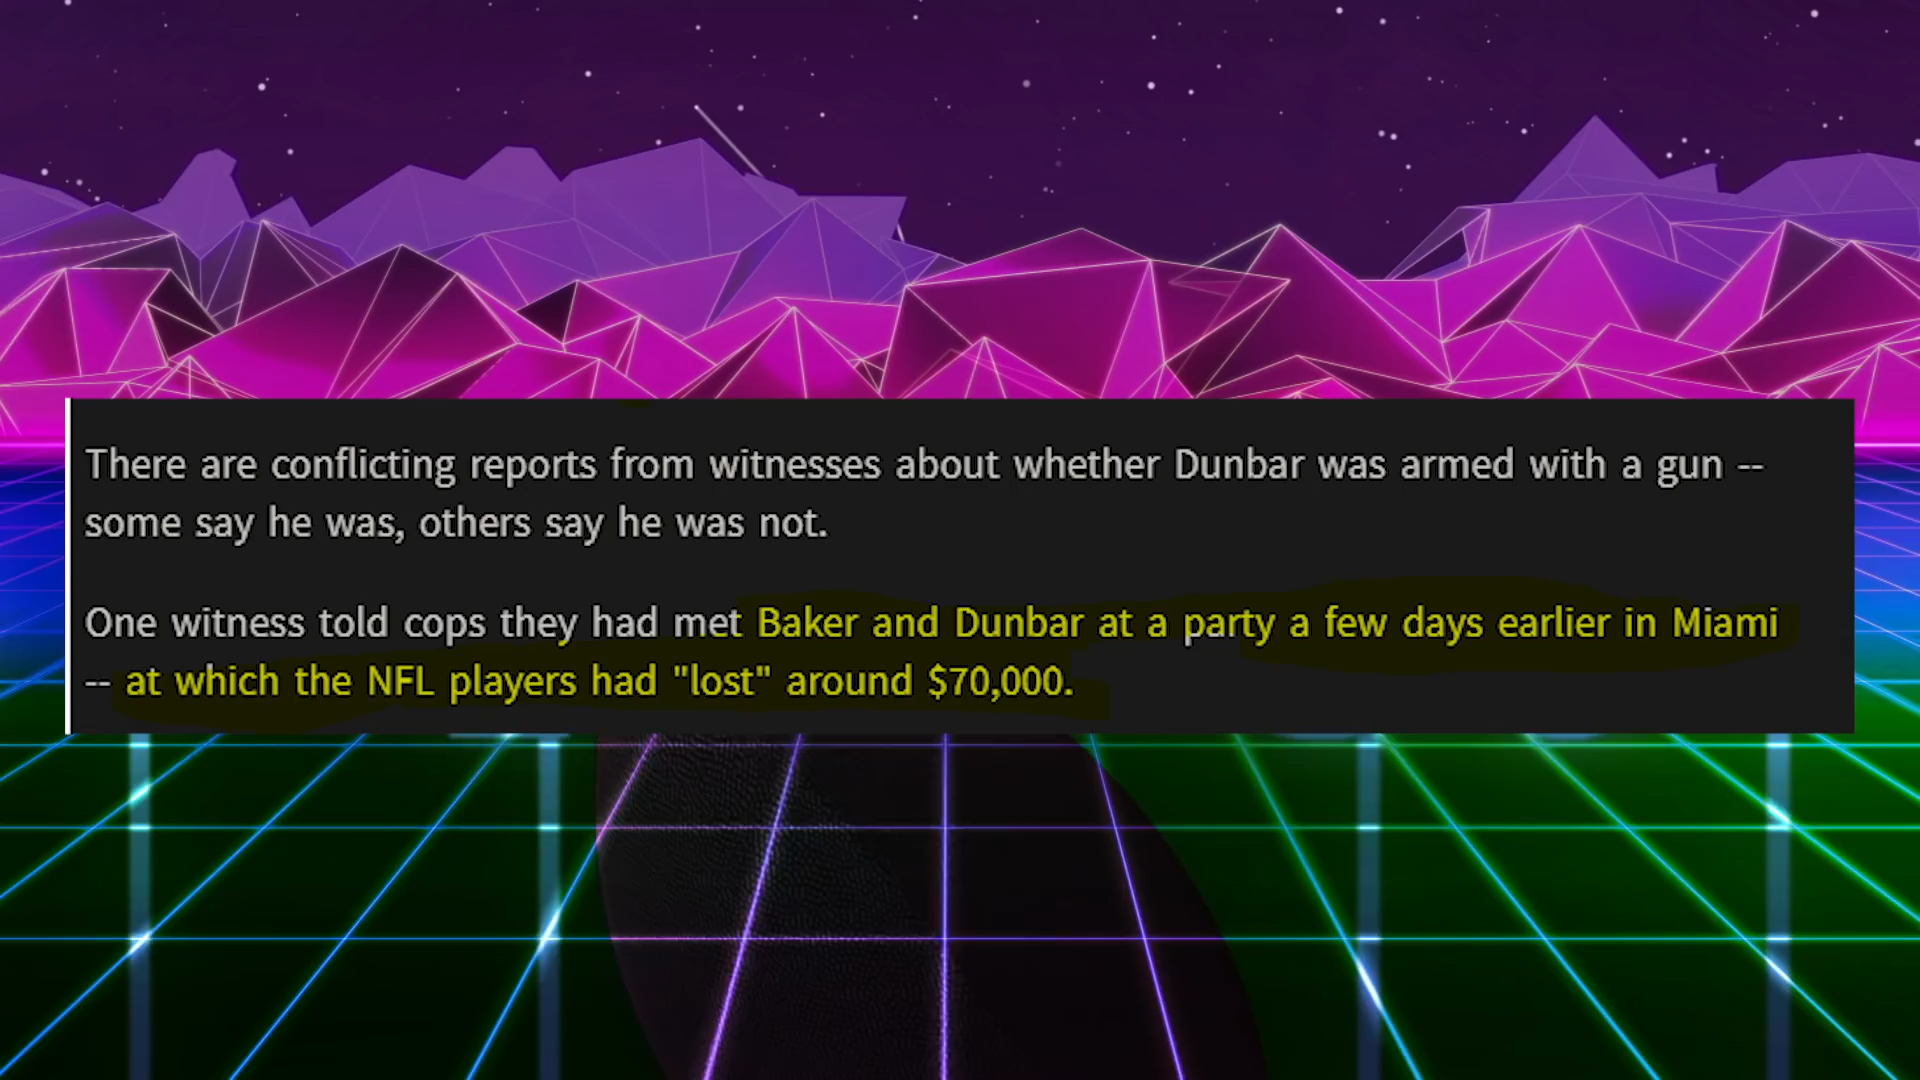 There are conflicting reports from witnesses about whether Dunbar was armed with a gun --
some say he was, others say he was not.
One witness told cops they had met Baker and Dunbar at a party a few days earlier in Miami
-- at which the NFL players had "lost" around $70,000.